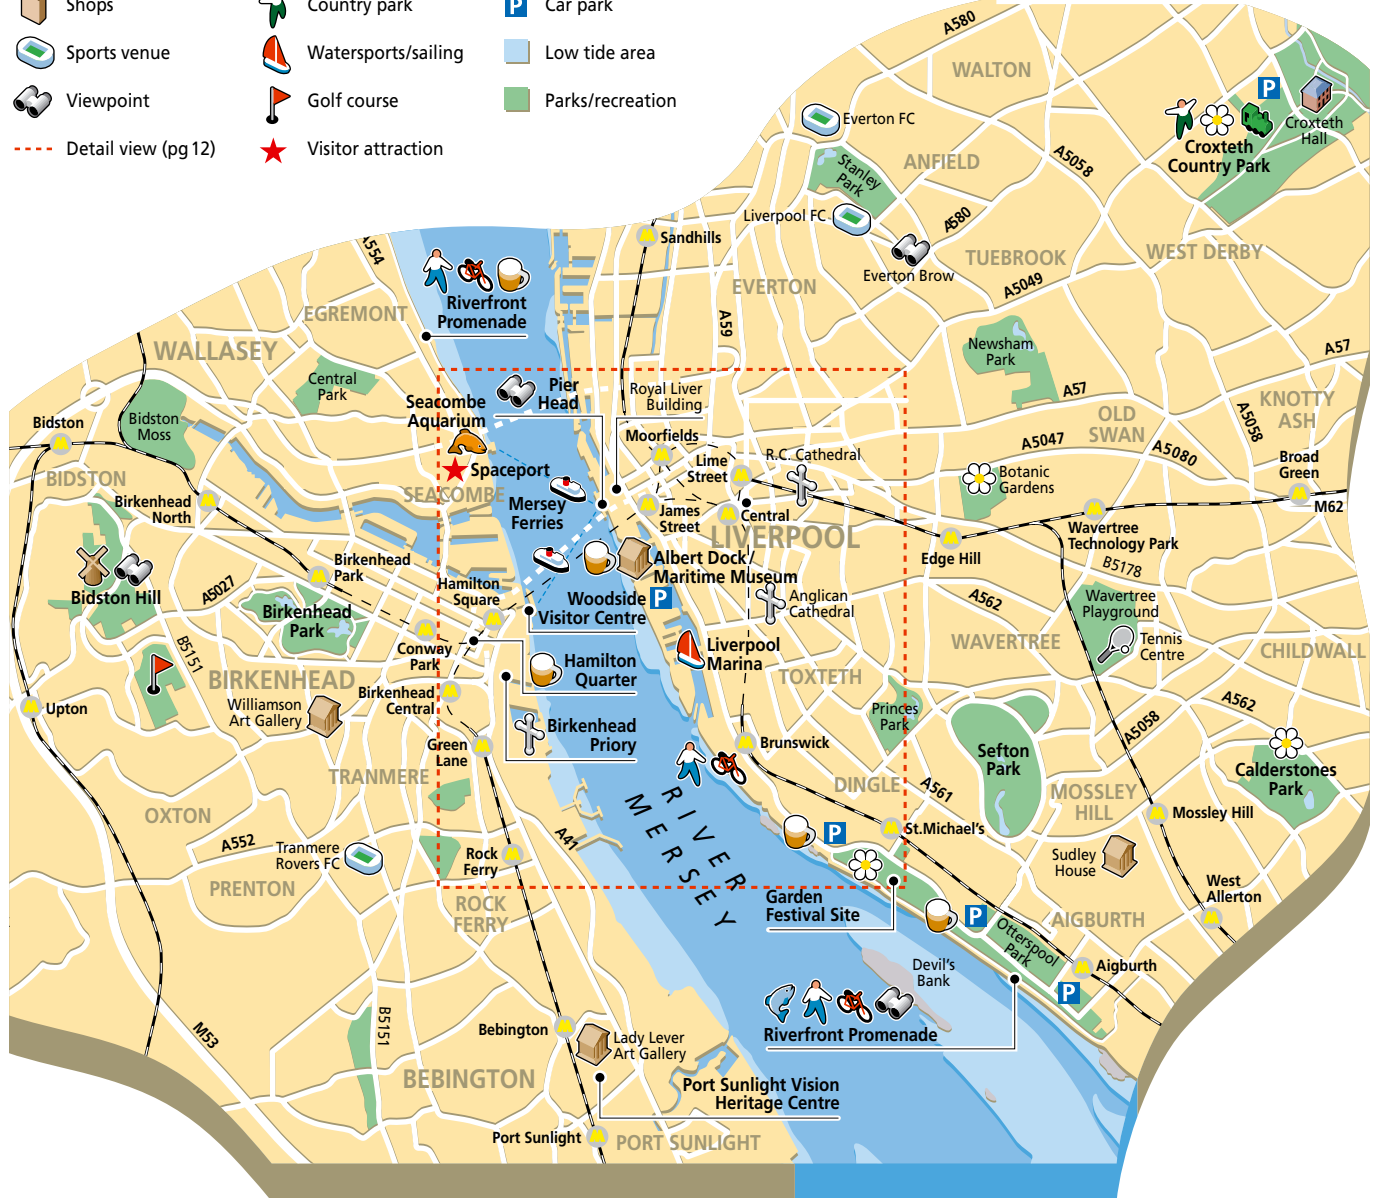 Shops
Country park
P
Car park
Sports venue
Watersports/sailing
Low tide area
Viewpoint
Golf course
Parks/recreation
Detail view (pg 12)
Visitor attraction
A580
WALTON
P
Everton FC
Croxteth
Hall
Croxteth
Country Park
ANFIELD
A5058
Stanley
Park
Liverpool FC
A580
Everton Brow
TUEBROOK
WEST DERBY
Sandhills
A554
EVERTON
A5049
Riverfront
Promenade
EGREMONT
A59
WALLASEY
Newsham
Park
A57
Central
Park
Pier
Head
Royal Liver
Building
A57
KNOTTY
ASH
A5058
Seacombe
Aquarium
OLD
SWAN
Bidston
Bidston
Moss
Moorfields
A5047
A5080
Broad
Green
Lime
Street
R.C. Cathedral
Spaceport
Botanic
Gardens
BIDSTON
SEACOMBE
Birkenhead
North
Mersey
Ferries
James
Street
Central
M62
LIVERPOOL
Wavertree
Technology Park
Edge Hill
Albert Dock
Maritime Museum
Birkenhead
Park
B5178
Hamilton
Square
A5027
Bidston Hill
Birkenhead
Park
Woodside
Visitor Centre
P
Anglican
Cathedral
A562
Wavertree
Playground
WAVERTREE
Tennis
Centre
CHILDWALL
Conway
Park
B5151
Liverpool
Marina
Hamilton
Quarter
TOXTETH
BIRKENHEAD
Birkenhead
Central
Williamson
Art Gallery
Upton
Princes
Park
A562
A5058
Birkenhead
Priory
Green
Lane
Brunswick
Sefton
Park
Calderstones
Park
TRANMERE
DINGLE
A561
MOSSLEY
HILL
OXTON
RIVER
MERSEY
Mossley Hill
P
St.Michael's
A552
A41
Tranmere
Rovers FC
Rock
Ferry
Sudley
House
PRENTON
West
Allerton
ROCK
FERRY
Garden
Festival Site
P
AIGBURTH
Otterspool
Park
Devil's
Bank
Aigburth
P
M53
B5151
Bebington
Lady Lever
Art Gallery
Riverfront Promenade
BEBINGTON
Port Sunlight Vision
Heritage Centre
Port Sunlight
PORT SUNLIGHT